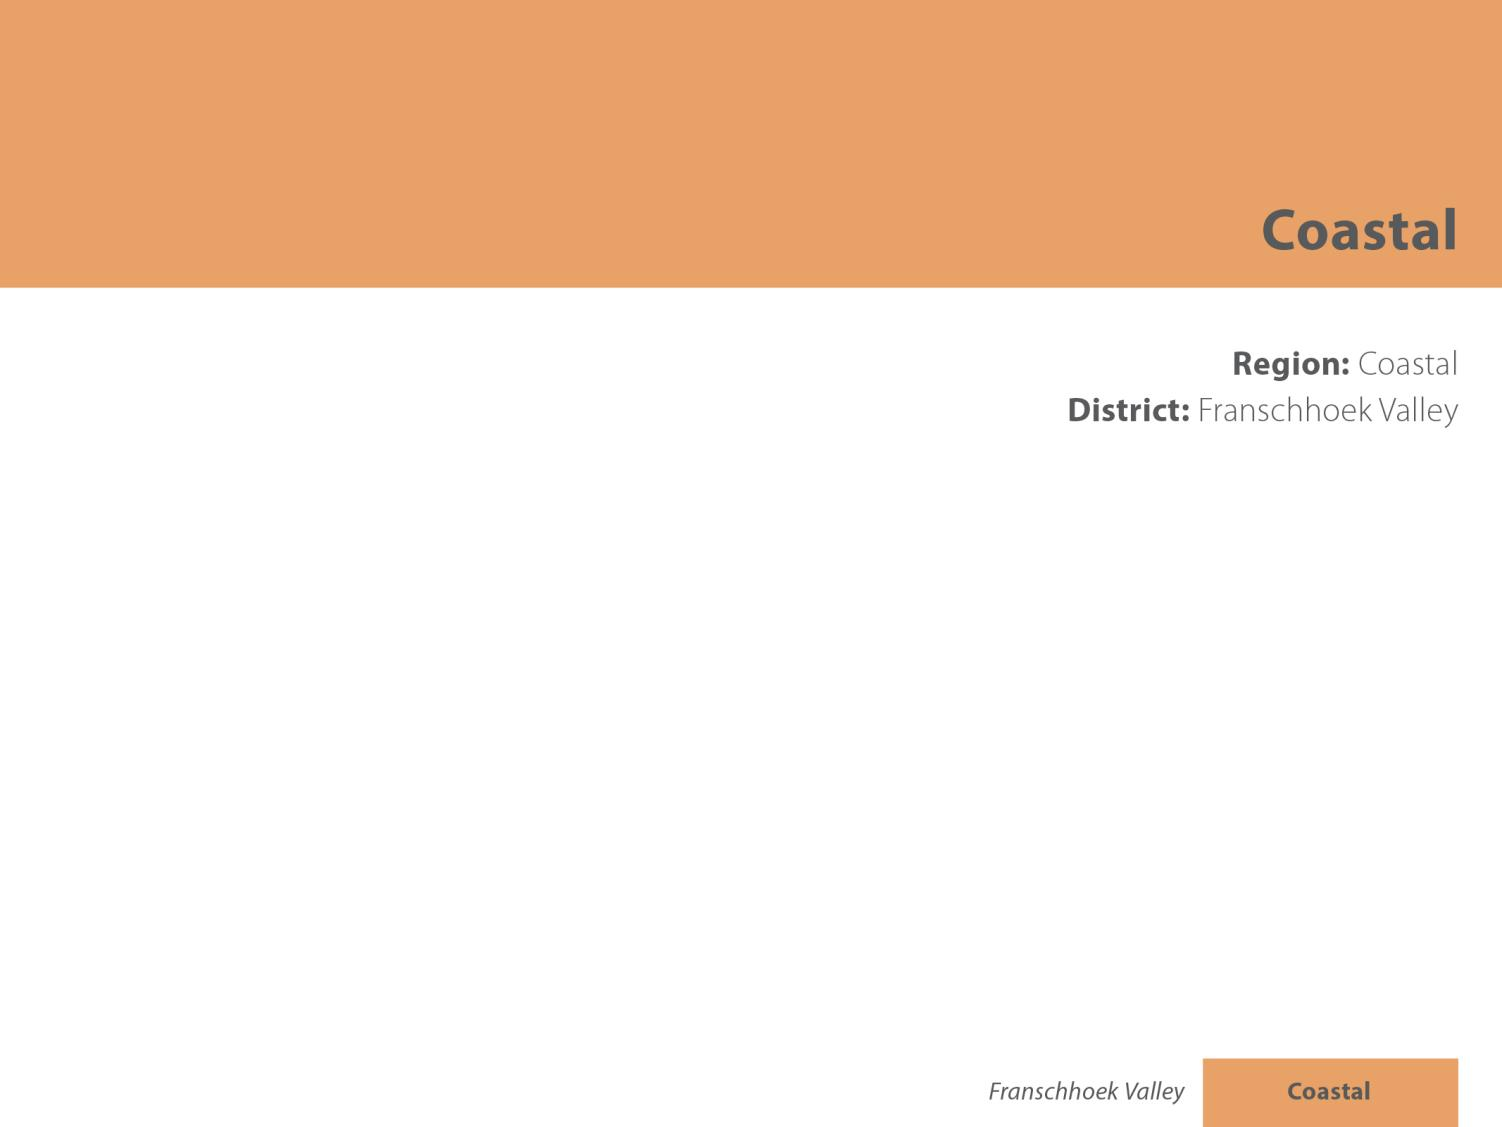 Coastal
Region: Coastal
District: Franschhoek Valley
Franschhoek Valley
Coastal